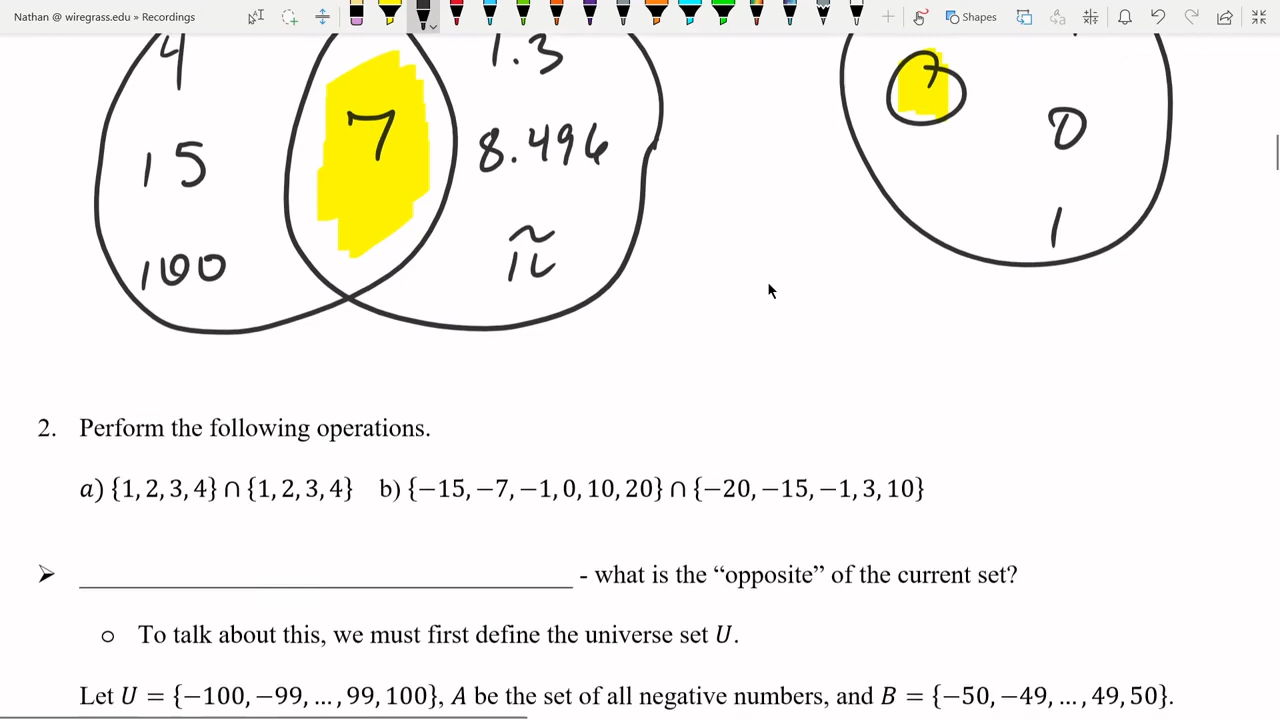 Nathan @ wiregrass.edu » Recordings
Shapes
4
1.3
7
7
15
8.496
0
100
π
1
2. Perform the following operations.
a) {1, 2, 3, 4} ∩ {1, 2, 3, 4} b) {−15, −7, −1, 0, 10, 20} ∩ {−20, −15, −1, 3, 10}
➢ ______________________________ - what is the “opposite” of the current set?
o To talk about this, we must first define the universe set U.
Let U = {−100, −99, …, 99, 100}, A be the set of all negative numbers, and B = {−50, −49, …, 49, 50}.